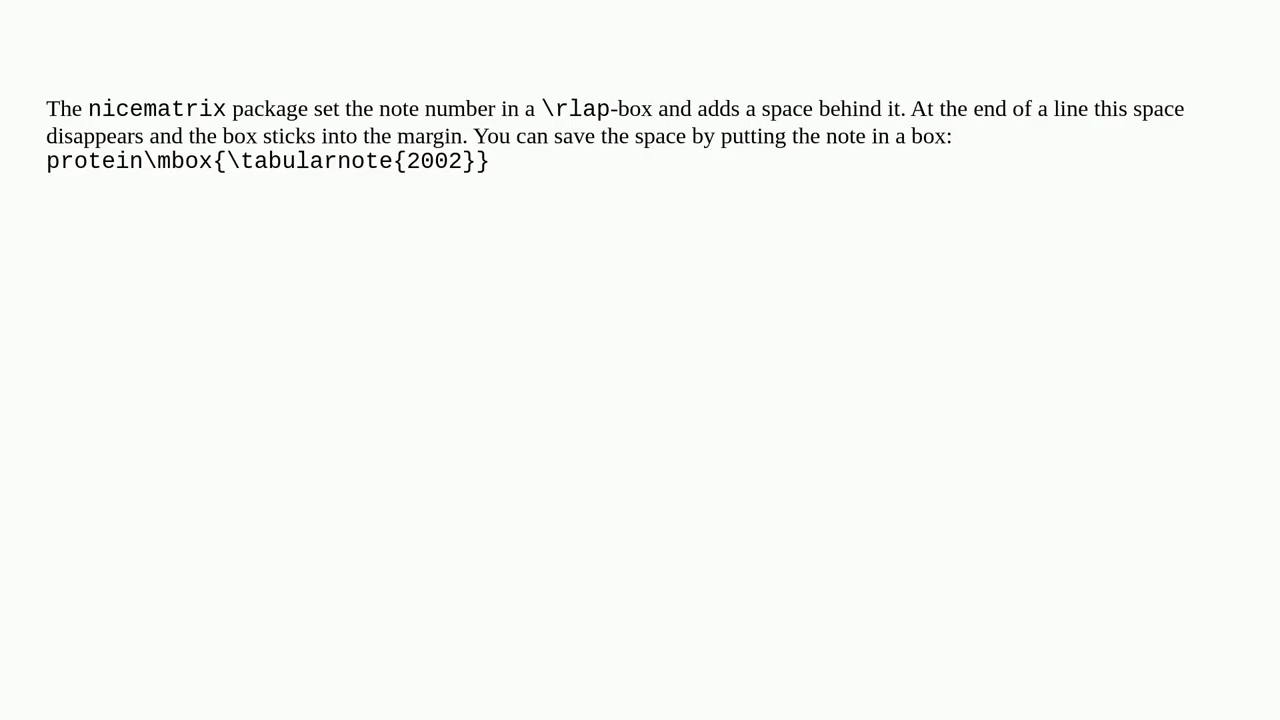 The nicematrix package set the note number in a \rlap-box and adds a space behind it. At the end of a line this space
disappears and the box sticks into the margin. You can save the space by putting the note in a box:
protein\mbox{\tabularnote{2002}}